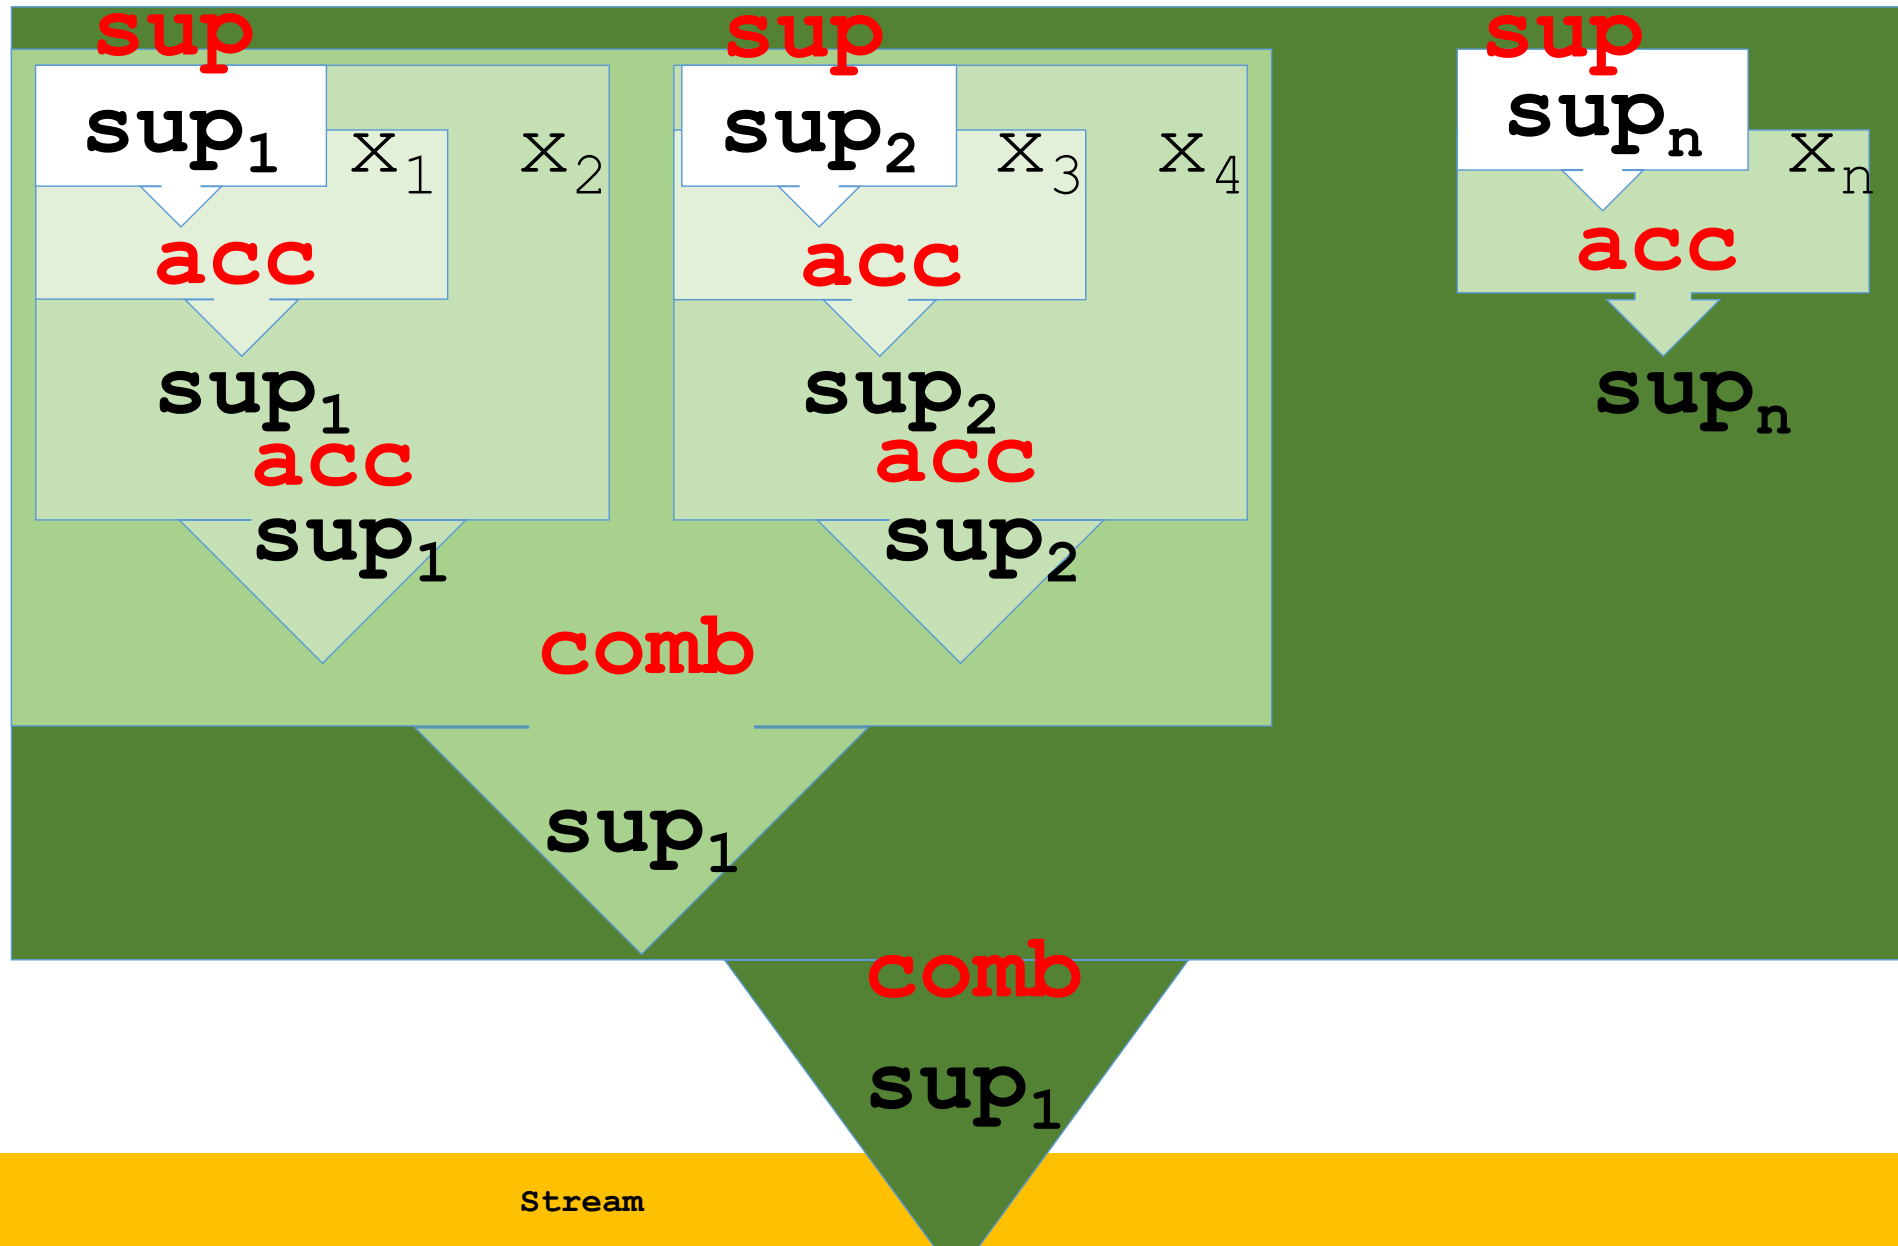 sup sup sup
sup₁ x₁ x₂ sup₂ x₃ x₄ supₙ xₙ
acc acc acc
sup₁ sup₂ supₙ
acc acc
sup₁ sup₂
comb
sup₁
comb
sup₁
Stream